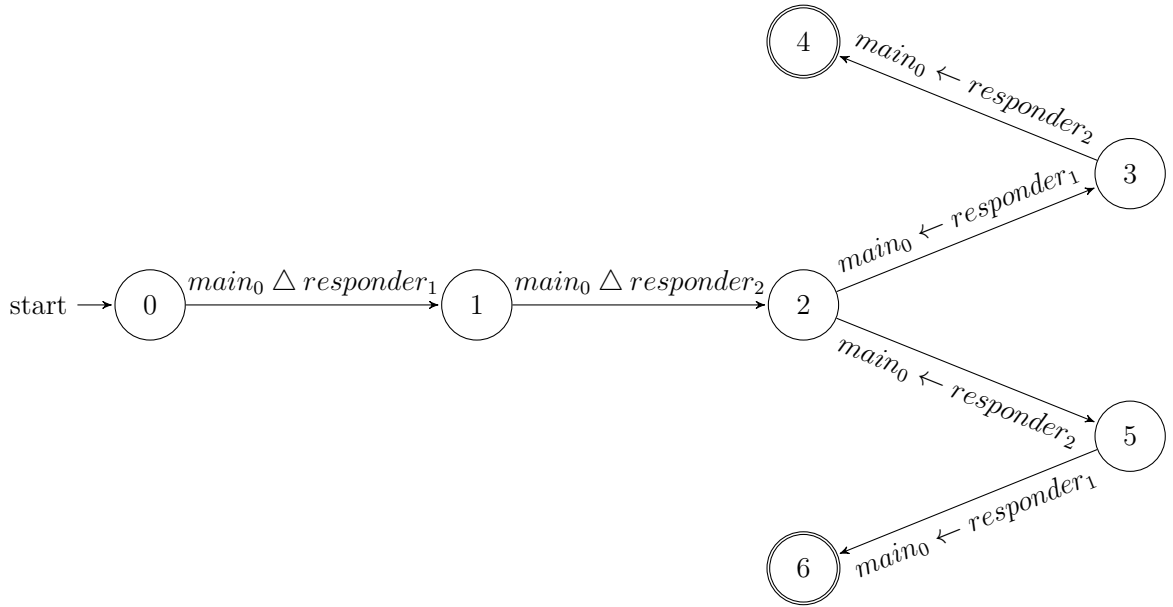 4
main₀ ← responder₂
3
main₀ ← responder₁
main₀ △ responder₁
main₀ △ responder₂
start
0
1
2
main₀ ← responder₂
5
main₀ ← responder₁
6